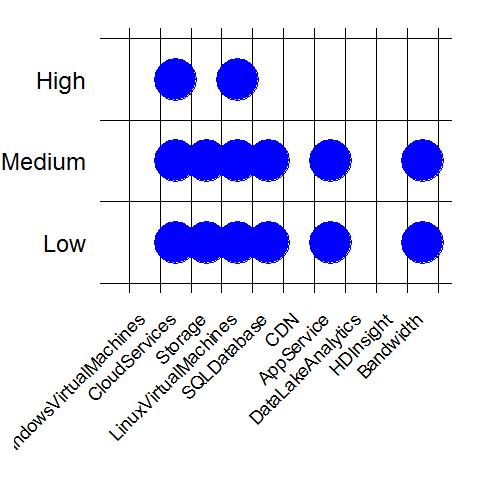 High
Medium
Low
ndowsVirtualMachines
CloudServices
Storage
LinuxVirtualMachines
SQLDatabase
CDN
AppService
DataLakeAnalytics
HDInsight
Bandwidth